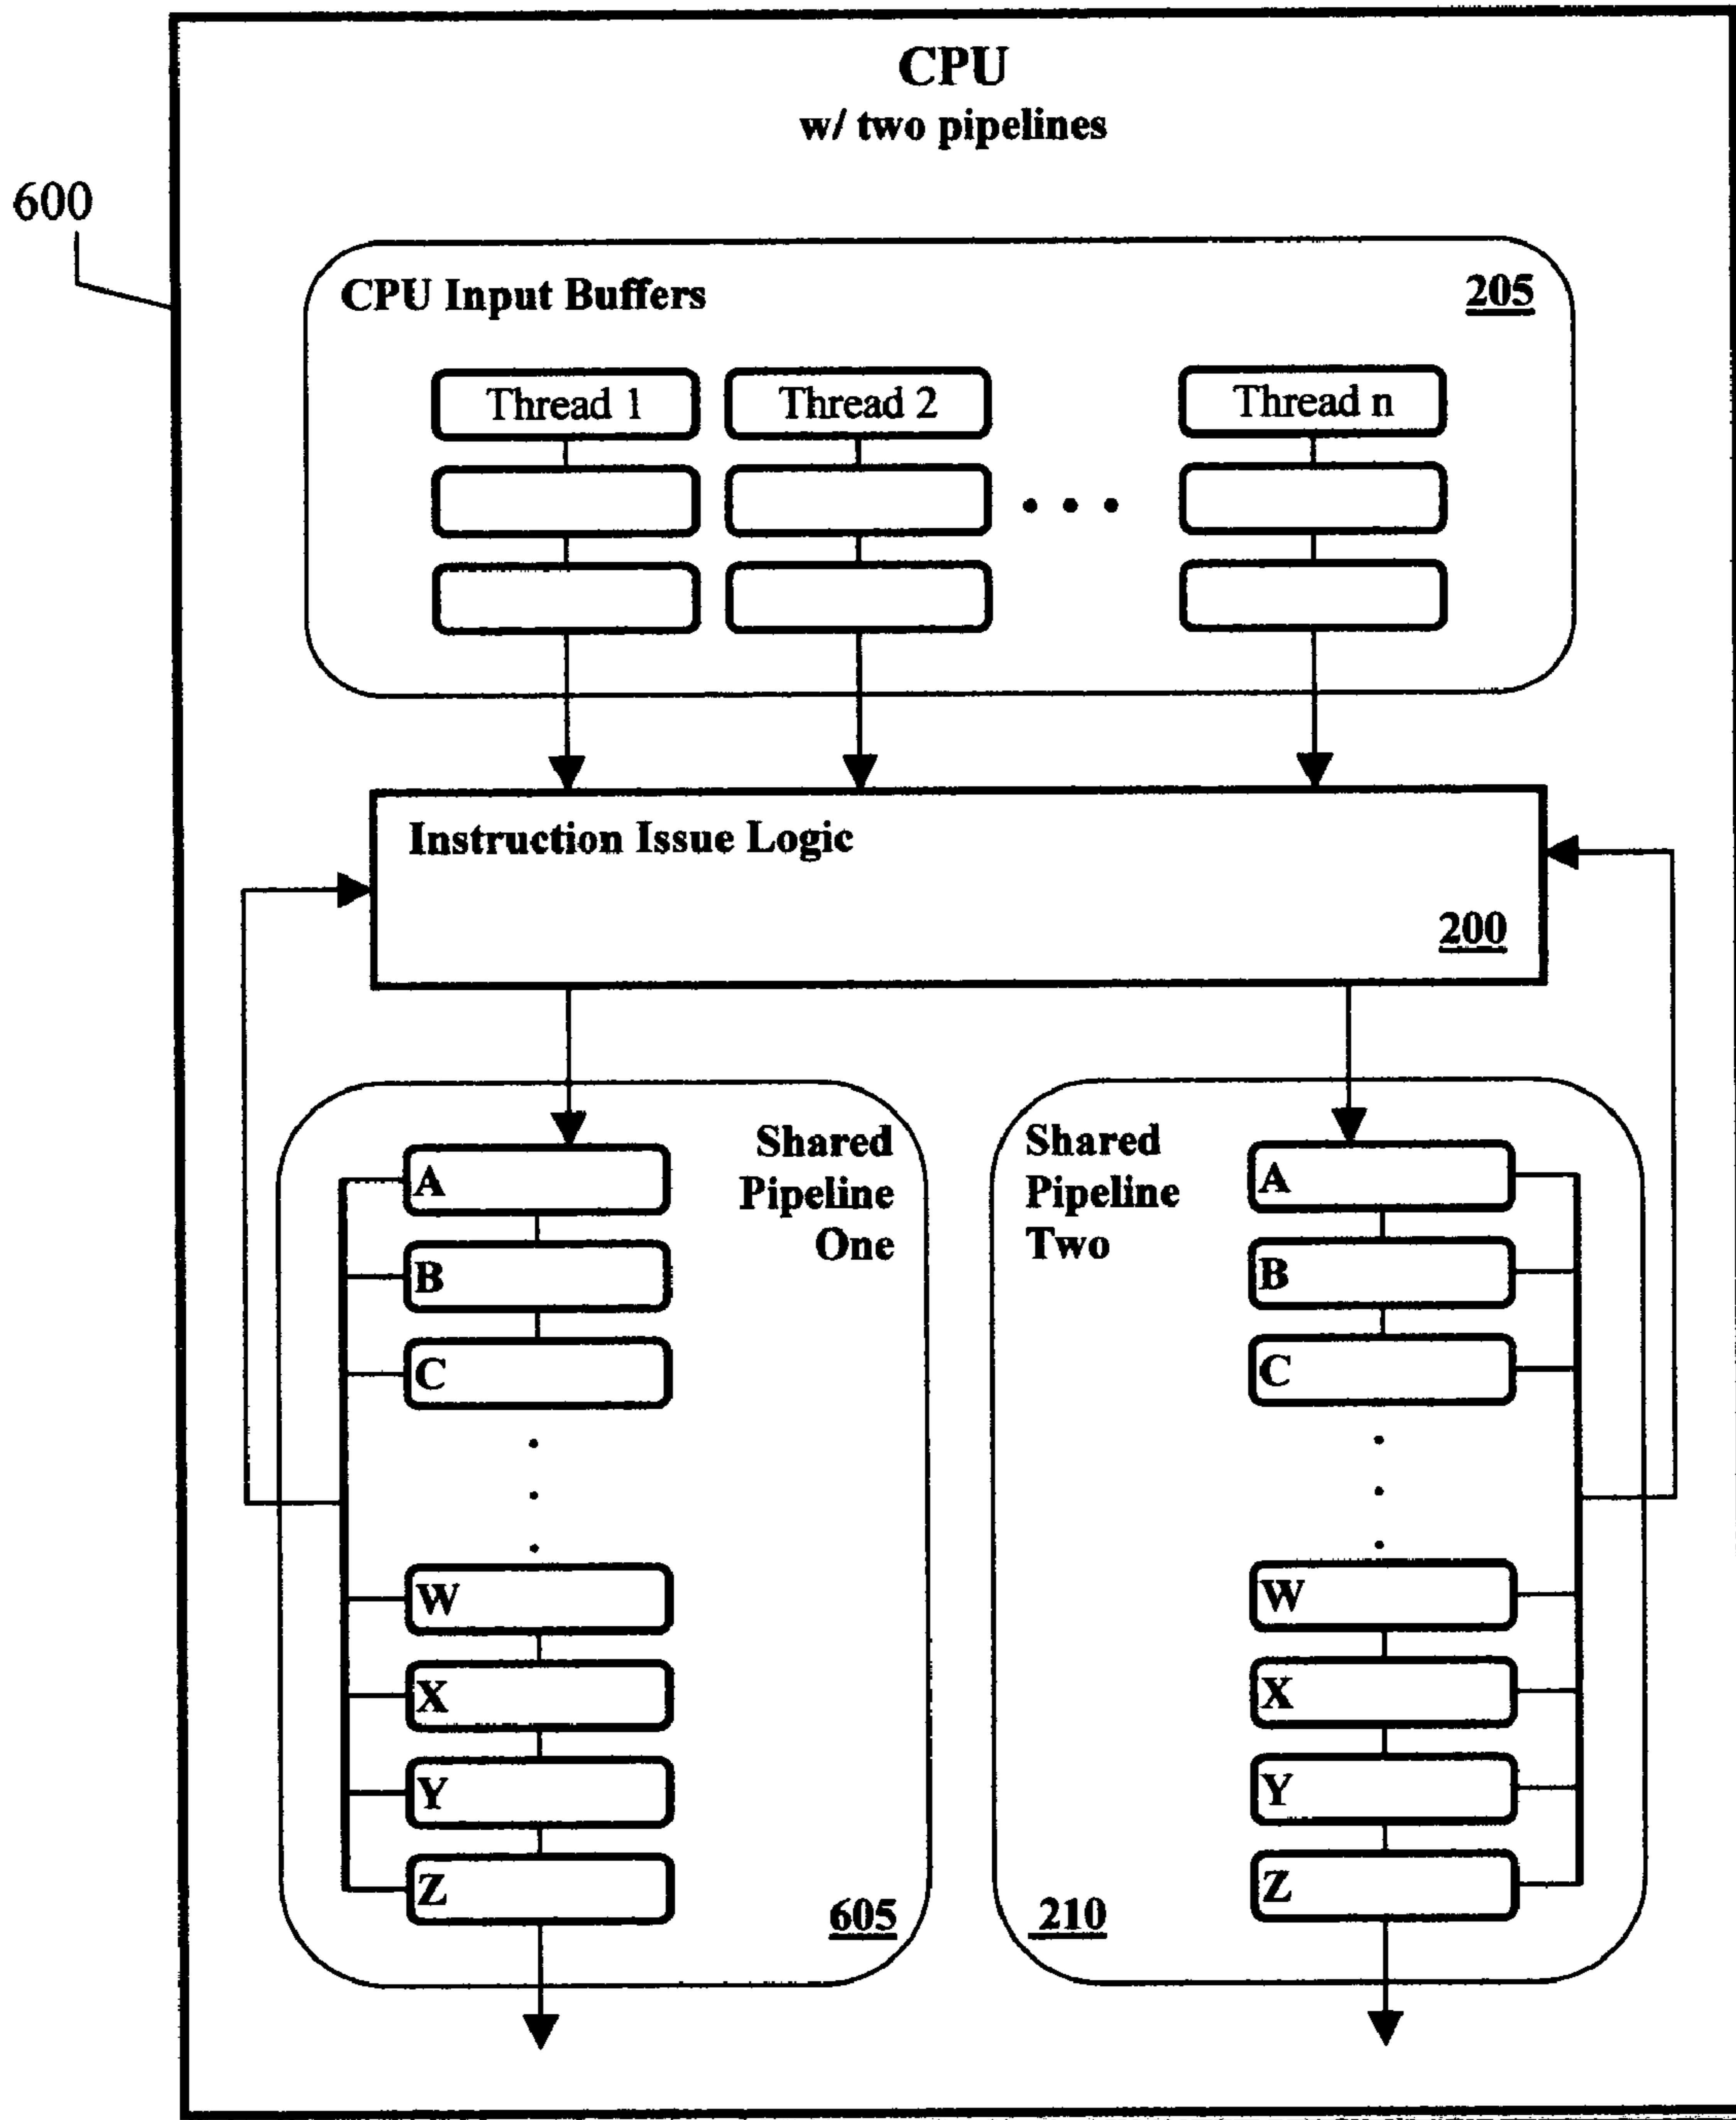 CPU
w/ two pipelines
600
CPU Input Buffers
205
Thread 1
Thread 2
. . .
Thread n
Instruction Issue Logic
200
Shared
Pipeline
One
A
B
C
.
.
.
W
X
Y
Z
605
Shared
Pipeline
Two
A
B
C
.
.
.
W
X
Y
Z
210